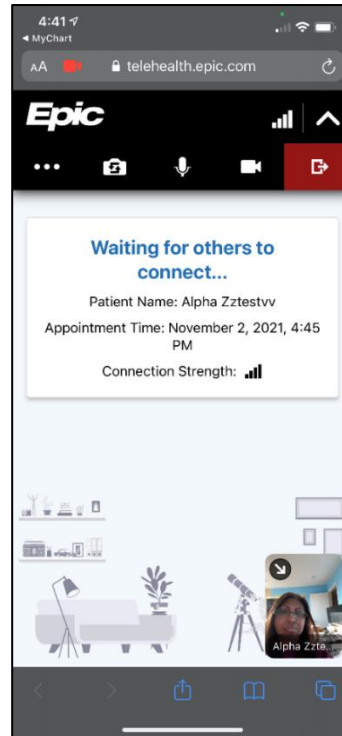 4:41
MyChart
AA telehealth.epic.com
Epic
Waiting for others to
connect...
Patient Name: Alpha Zztestvv
Appointment Time: November 2, 2021, 4:45
PM
Connection Strength:
Alpha Zzte...